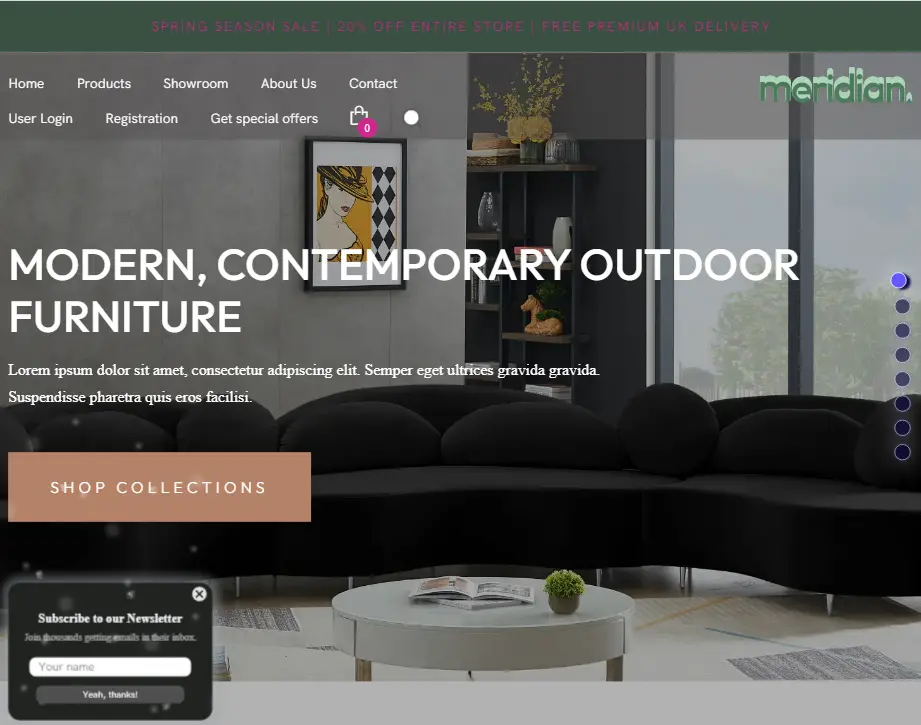 SPRING SEASON SALE | 20% OFF ENTIRE STORE | FREE PREMIUM UK DELIVERY
Home Products Showroom About Us Contact
meridian.
User Login Registration Get special offers 0
MODERN, CONTEMPORARY OUTDOOR
FURNITURE
Lorem ipsum dolor sit amet, consectetur adipiscing elit. Semper eget ultrices gravida gravida.
Suspendisse pharetra quis eros facilisi.
SHOP COLLECTIONS
Subscribe to our Newsletter
Join thousands getting emails in their inbox.
Your name
Yeah, thanks!